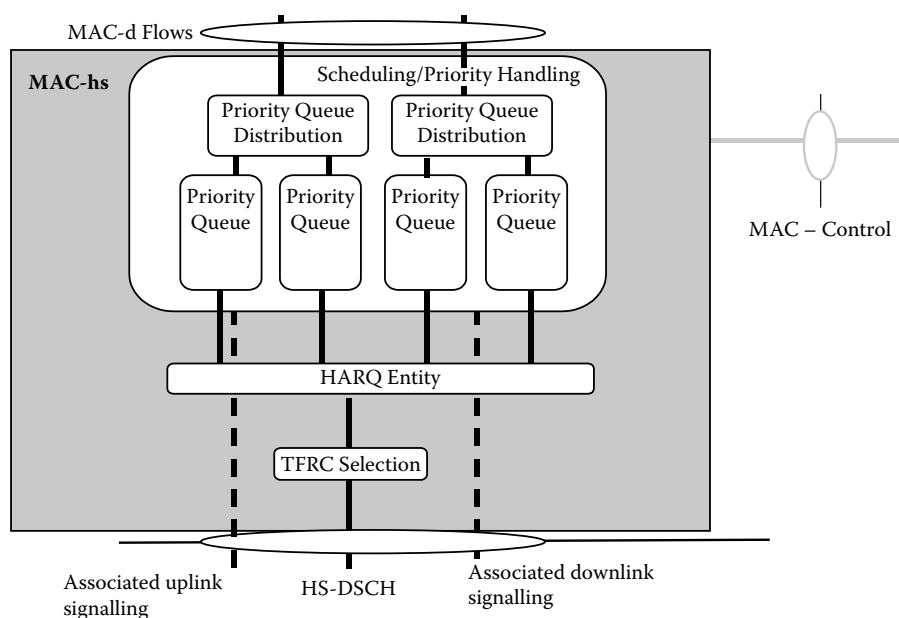 MAC-d Flows
MAC-hs
Scheduling/Priority Handling
Priority Queue
Distribution
Priority Queue
Distribution
Priority
Queue
Priority
Queue
Priority
Queue
Priority
Queue
MAC – Control
HARQ Entity
TFRC Selection
Associated uplink
signalling
HS-DSCH
Associated downlink
signalling